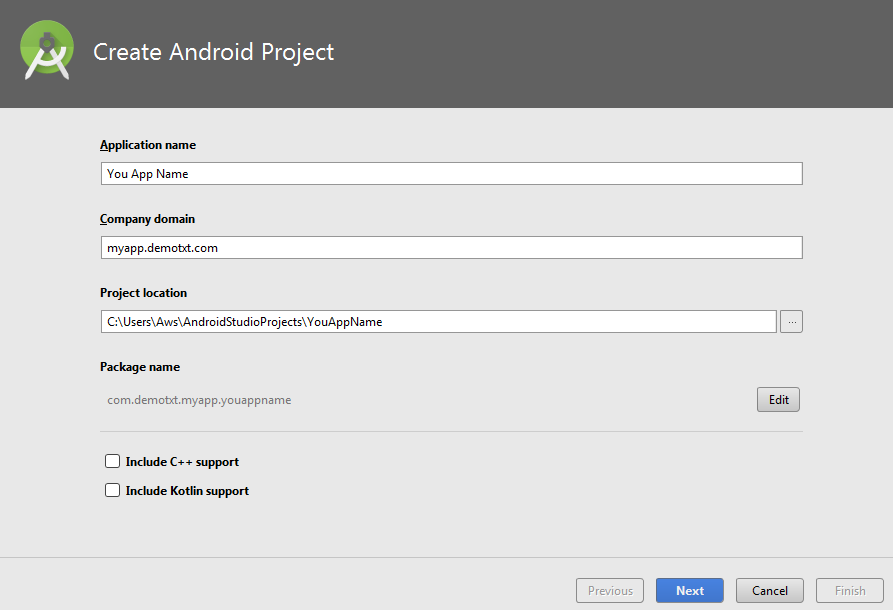 Create Android Project
Application name
You App Name
Company domain
myapp.demotxt.com
Project location
C:\Users\Aws\AndroidStudioProjects\YouAppName
...
Package name
com.demotxt.myapp.youappname
Edit
Include C++ support
Include Kotlin support
Previous
Next
Cancel
Finish